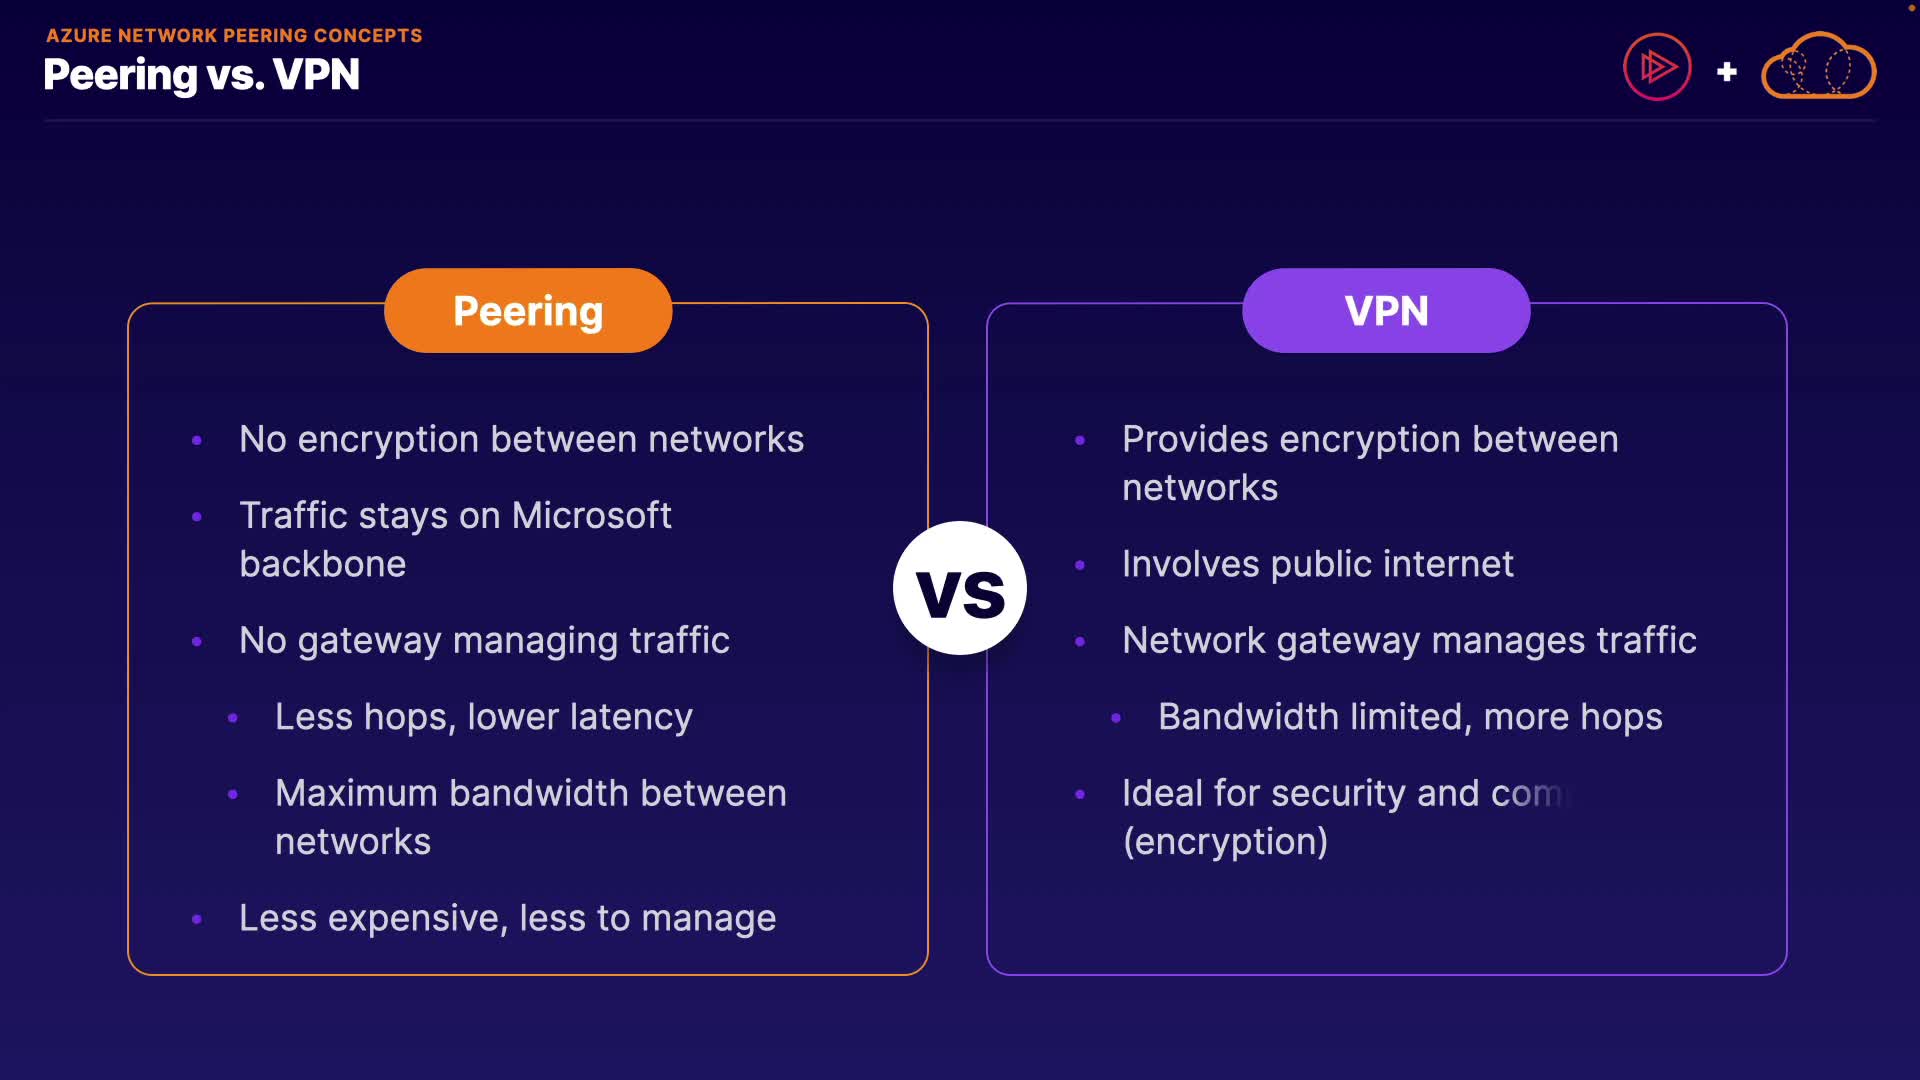 AZURE NETWORK PEERING CONCEPTS
Peering vs. VPN
Peering
No encryption between networks
Traffic stays on Microsoft
backbone
No gateway managing traffic
Less hops, lower latency
Maximum bandwidth between
networks
Less expensive, less to manage
vs
VPN
Provides encryption between
networks
Involves public internet
Network gateway manages traffic
Bandwidth limited, more hops
Ideal for security and
(encryption)